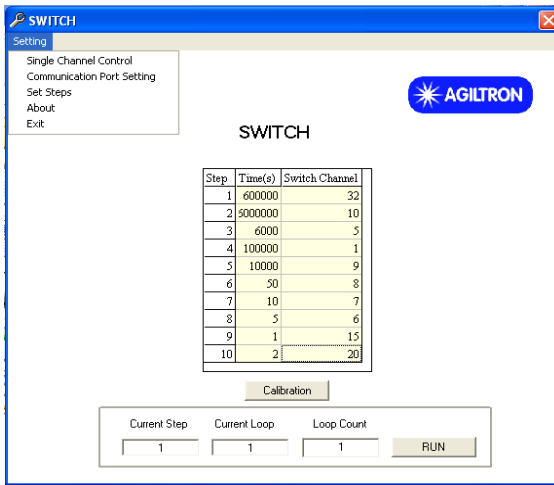 SWITCH
Setting
Single Channel Control
Communication Port Setting
Set Steps
About
Exit
AGILTRON
SWITCH
Step Time(s) Switch Channel
1 600000 32
2 5000000 10
3 6000 5
4 100000 1
5 10000 9
6 50 8
7 10 7
8 5 6
9 1 15
10 2 20
Calibration
Current Step Current Loop Loop Count
1 1 1 RUN